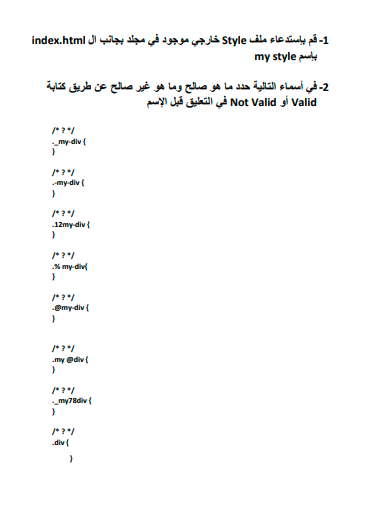 1- قم بإستدعاء ملف Style خارجي موجود في مجلد بجانب ال index.html
بإسم my style
2- في أسماء التالية حدد ما هو صالح وما هو غير صالح عن طريق كتابة
Valid أو Not Valid في التعليق قبل الإسم
/* ? */
._my-div {
}
/* ? */
.-my-div {
}
/* ? */
.12my-div {
}
/* ? */
.% my-div{
}
/* ? */
.@my-div {
}
/* ? */
.my @div {
}
/* ? */
._my78div {
}
/* ? */
.div {
}